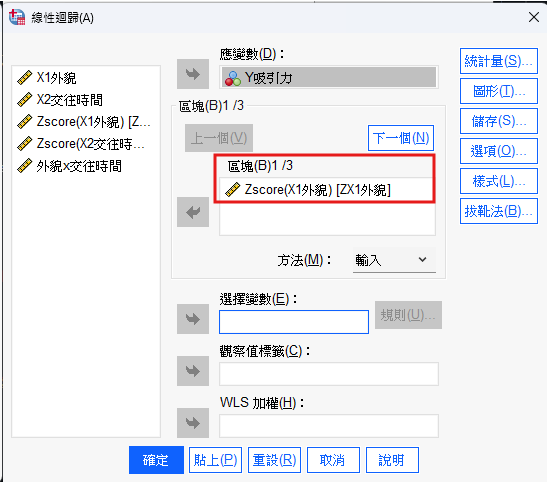 線性迴歸(A)
X1外貌
X2交往時間
Zscore(X1外貌) [Z...
Zscore(X2交往時...
外貌x交往時間
應變數(D)：
Y吸引力
區塊(B)1 /3
上一個(V)
下一個(N)
區塊(B)1 /3
Zscore(X1外貌) [ZX1外貌]
方法(M)：
輸入
選擇變數(E)：
規則(U)...
觀察值標籤(C)：
WLS 加權(H)：
統計量(S)...
圖形(T)...
儲存(S)...
選項(O)...
樣式(L)...
拔靴法(B)...
確定
貼上(P)
重設(R)
取消
說明